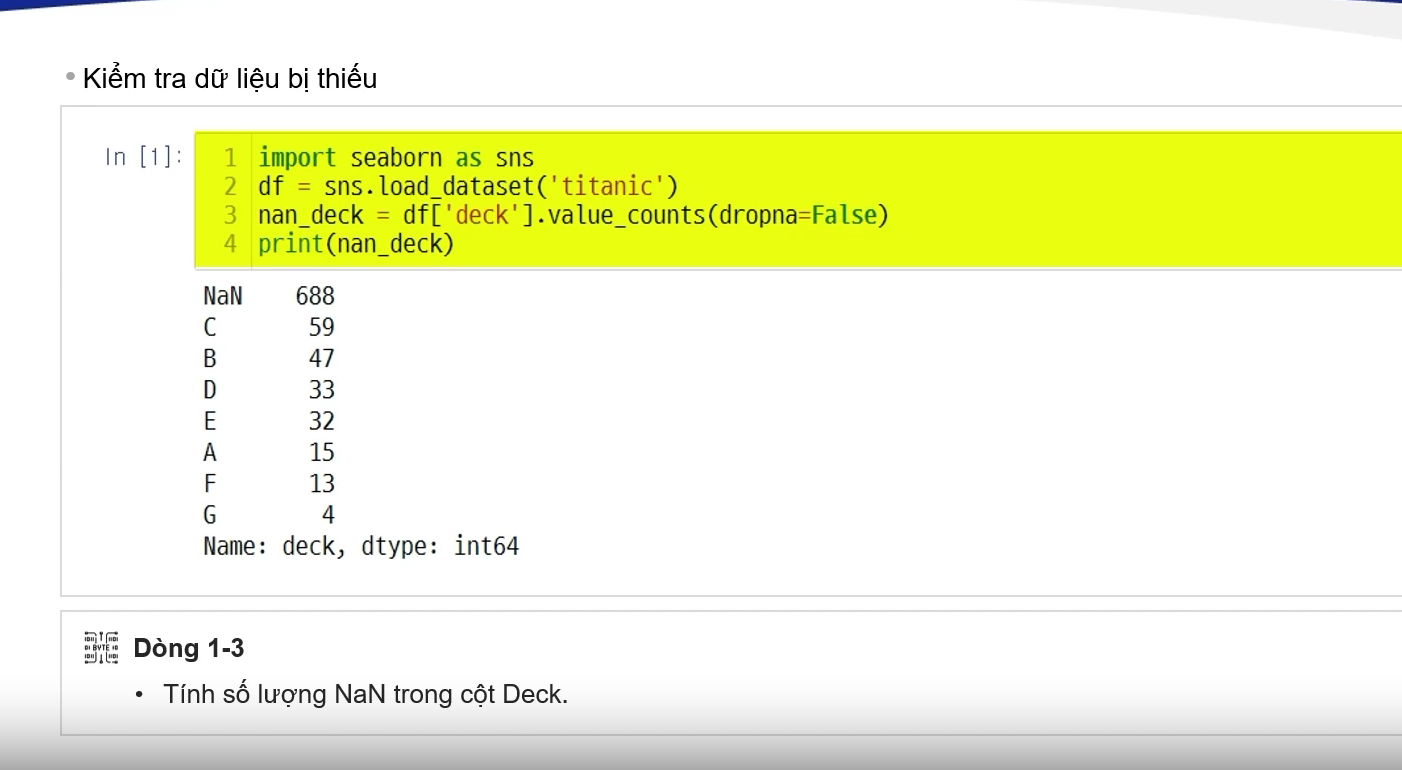 Kiểm tra dữ liệu bị thiếu
In [1]:
1 import seaborn as sns
2 df = sns.load_dataset('titanic')
3 nan_deck = df['deck'].value_counts(dropna=False)
4 print(nan_deck)
NaN 688
C 59
B 47
D 33
E 32
A 15
F 13
G 4
Name: deck, dtype: int64
BYTE
Dòng 1-3
• Tính số lượng NaN trong cột Deck.